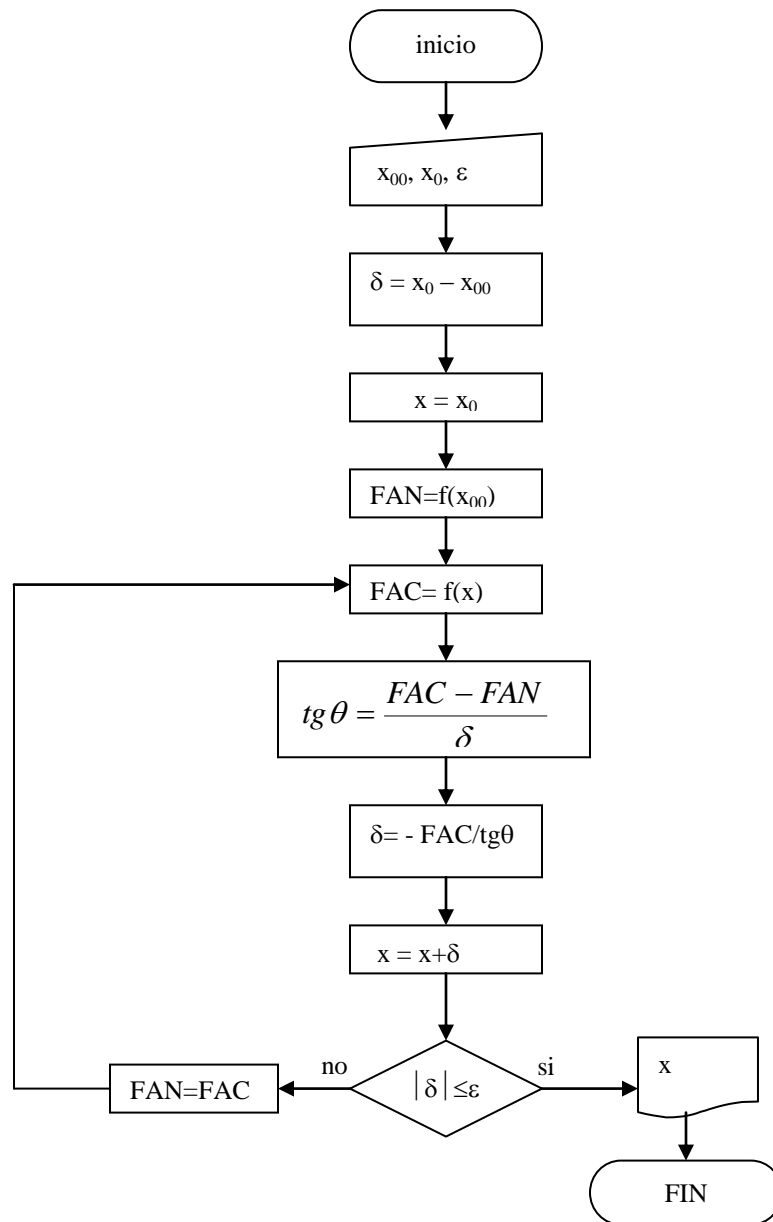 inicio
x₀₀, x₀, ε
δ = x₀ – x₀₀
x = x₀
FAN=f(x₀₀)
FAC= f(x)
tg θ = (FAC − FAN) / δ
δ= - FAC/tgθ
x = x+δ
|δ| ≤ε
no
si
FAN=FAC
x
FIN